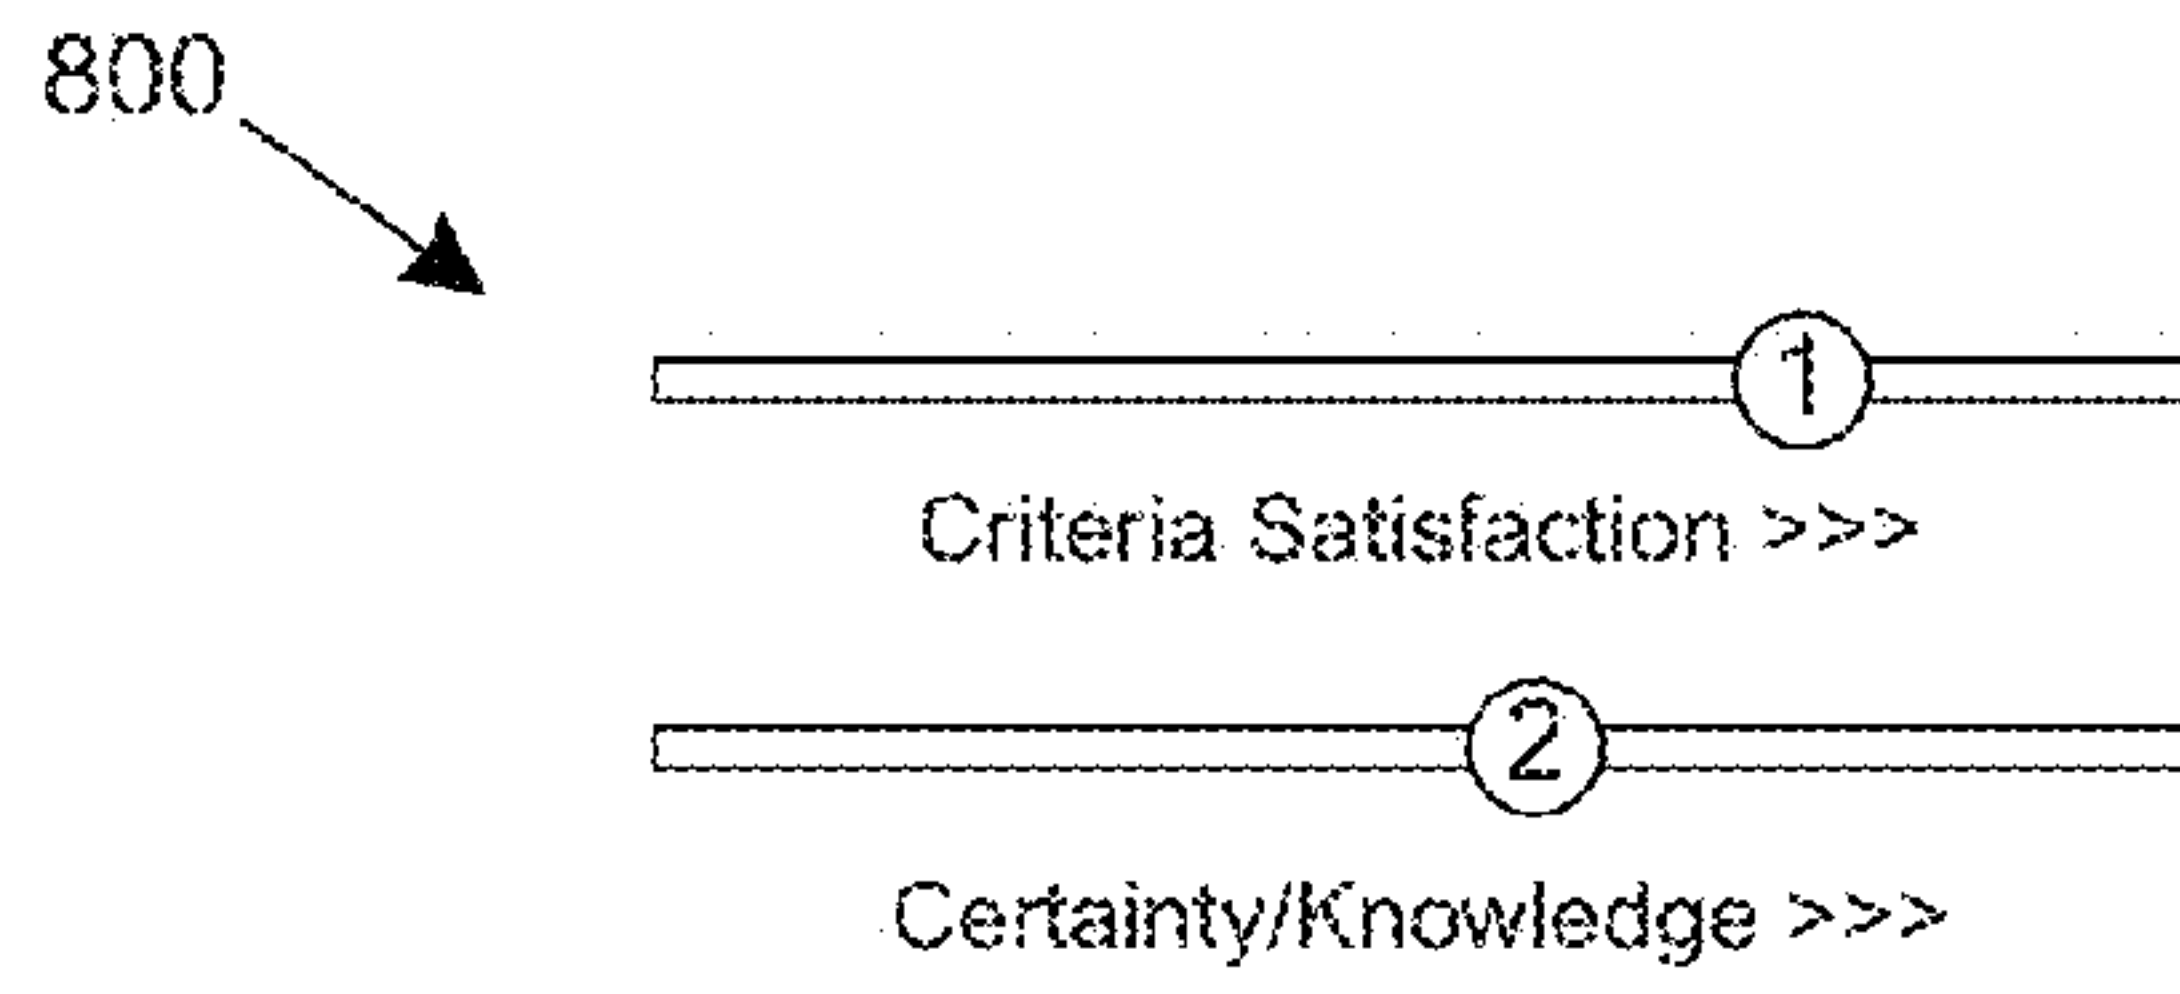 800
1
Criteria Satisfaction >>>
2
Certainty/Knowledge >>>